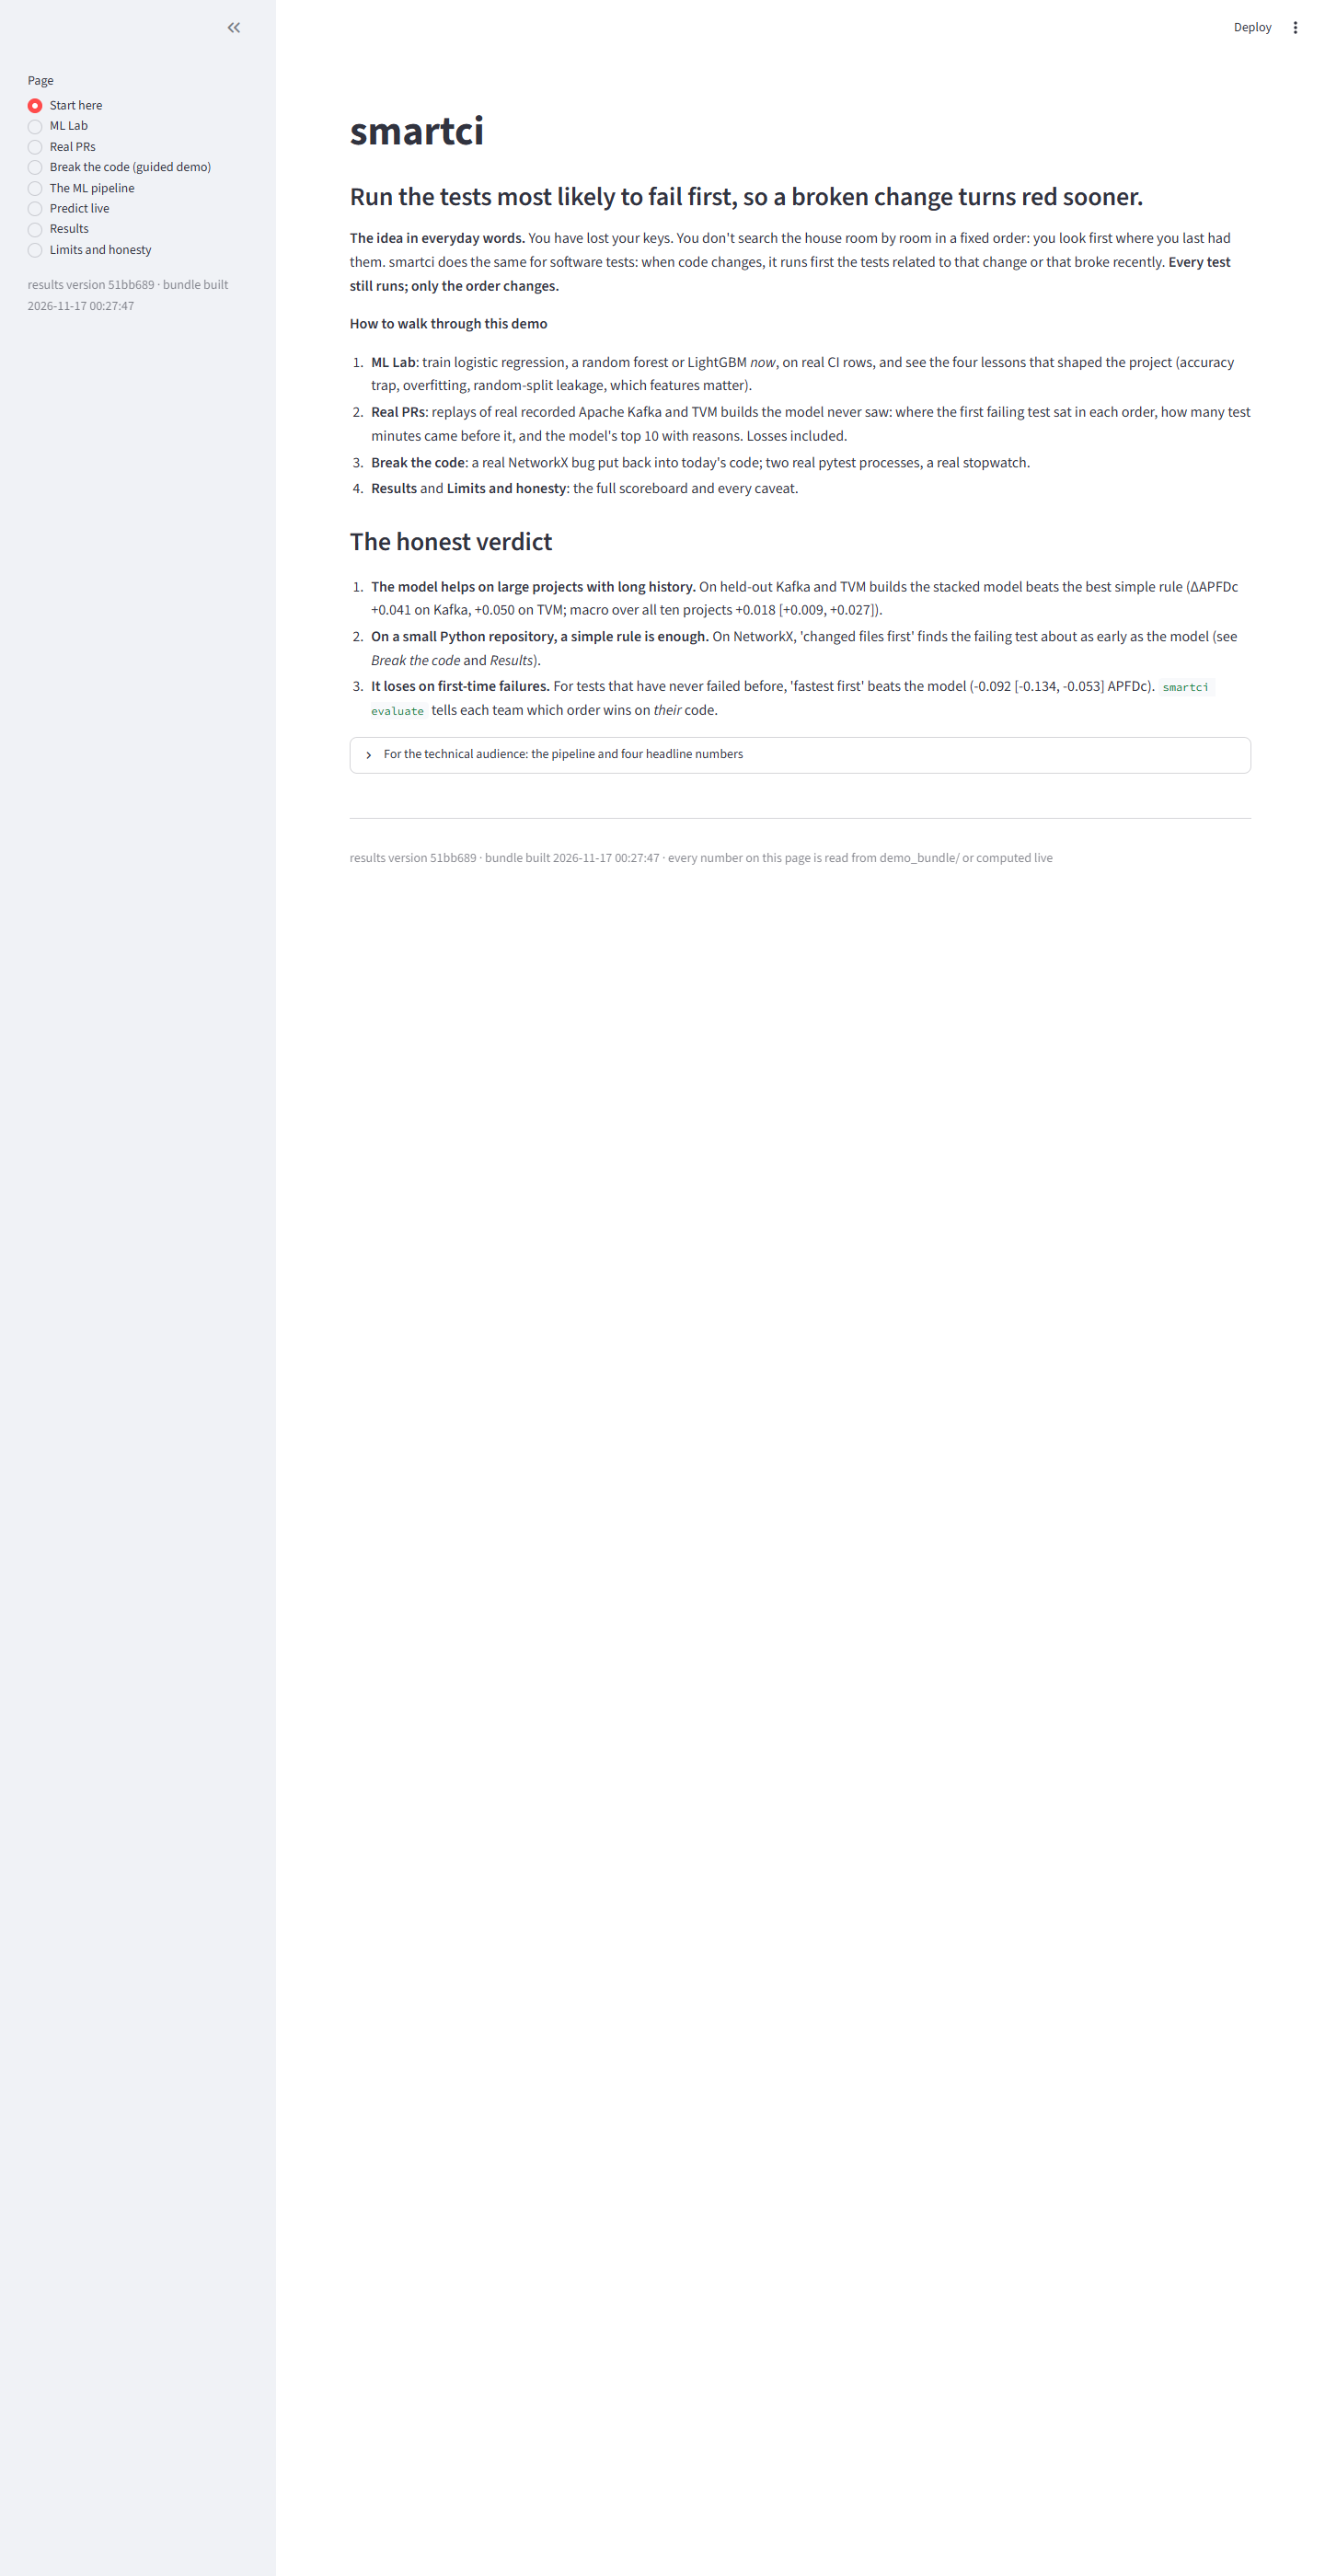 Deploy
Page
Start here
ML Lab
Real PRs
Break the code (guided demo)
The ML pipeline
Predict live
Results
Limits and honesty
results version 51bb689 · bundle built
2026-11-17 00:27:47
smartci
Run the tests most likely to fail first, so a broken change turns red sooner.
The idea in everyday words. You have lost your keys. You don't search the house room by room in a fixed order: you look first where you last had
them. smartci does the same for software tests: when code changes, it runs first the tests related to that change or that broke recently. Every test
still runs; only the order changes.
How to walk through this demo
1. ML Lab: train logistic regression, a random forest or LightGBM now, on real CI rows, and see the four lessons that shaped the project (accuracy
trap, overfitting, random-split leakage, which features matter).
2. Real PRs: replays of real recorded Apache Kafka and TVM builds the model never saw: where the first failing test sat in each order, how many test
minutes came before it, and the model's top 10 with reasons. Losses included.
3. Break the code: a real NetworkX bug put back into today's code; two real pytest processes, a real stopwatch.
4. Results and Limits and honesty: the full scoreboard and every caveat.
The honest verdict
1. The model helps on large projects with long history. On held-out Kafka and TVM builds the stacked model beats the best simple rule (ΔAPFDc
+0.041 on Kafka, +0.050 on TVM; macro over all ten projects +0.018 [+0.009, +0.027]).
2. On a small Python repository, a simple rule is enough. On NetworkX, 'changed files first' finds the failing test about as early as the model (see
Break the code and Results).
3. It loses on first-time failures. For tests that have never failed before, 'fastest first' beats the model (-0.092 [-0.134, -0.053] APFDc). smartci
evaluate tells each team which order wins on their code.
For the technical audience: the pipeline and four headline numbers
results version 51bb689 · bundle built 2026-11-17 00:27:47 · every number on this page is read from demo_bundle/ or computed live